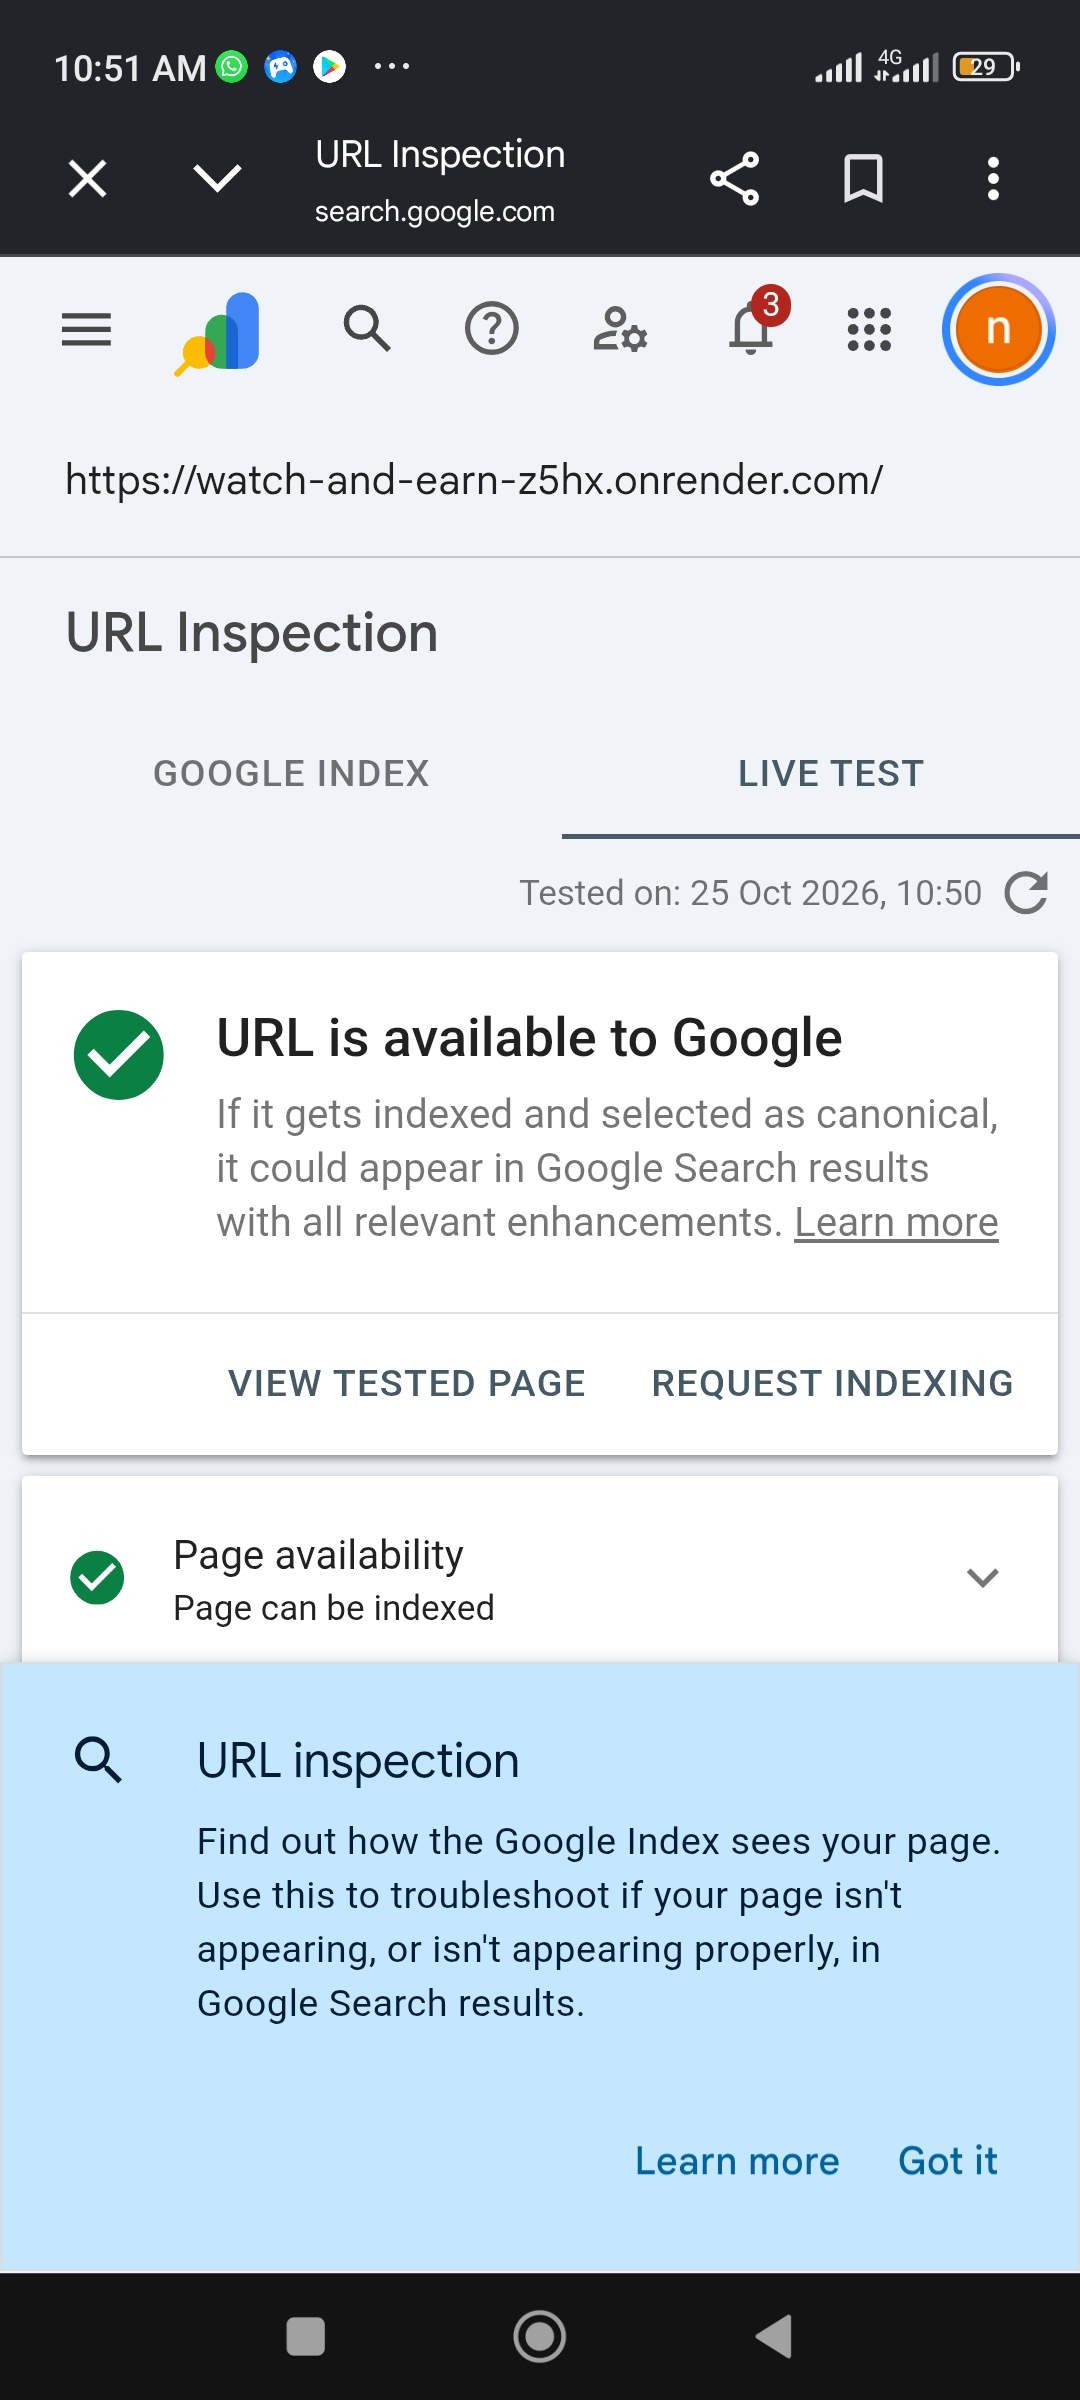 10:51 AM
4G
29
URL Inspection
search.google.com
3
n
https://watch-and-earn-z5hx.onrender.com/
URL Inspection
GOOGLE INDEX
LIVE TEST
Tested on: 25 Oct 2026, 10:50
URL is available to Google
If it gets indexed and selected as canonical,
it could appear in Google Search results
with all relevant enhancements. Learn more
VIEW TESTED PAGE
REQUEST INDEXING
Page availability
Page can be indexed
URL inspection
Find out how the Google Index sees your page.
Use this to troubleshoot if your page isn't
appearing, or isn't appearing properly, in
Google Search results.
Learn more
Got it